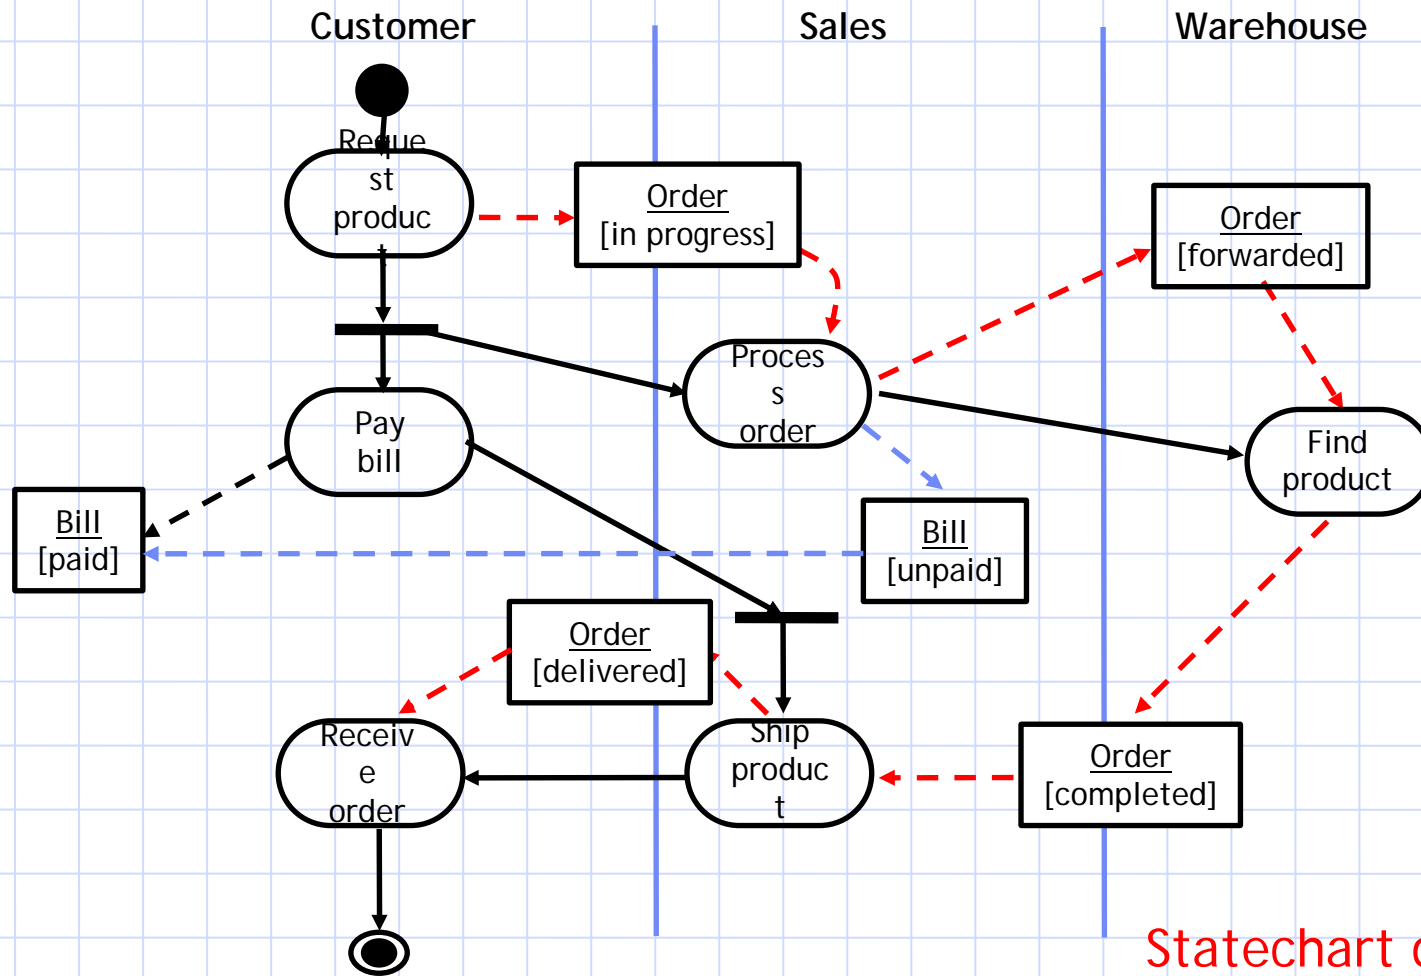 Customer
Sales
Warehouse
Reque
st
produc
Order
[in progress]
Order
[forwarded]
Proces
s
order
Pay
bill
Find
product
Bill
[paid]
Bill
[unpaid]
Order
[delivered]
Receiv
e
order
Ship
produc
t
Order
[completed]
Statechart